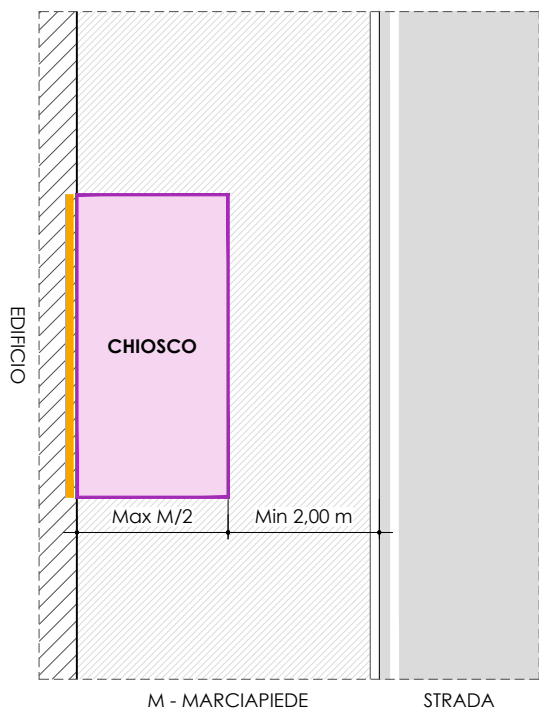 EDIFICIO
CHIOSCO
Max M/2
Min 2,00 m
M - MARCIAPIEDE
STRADA